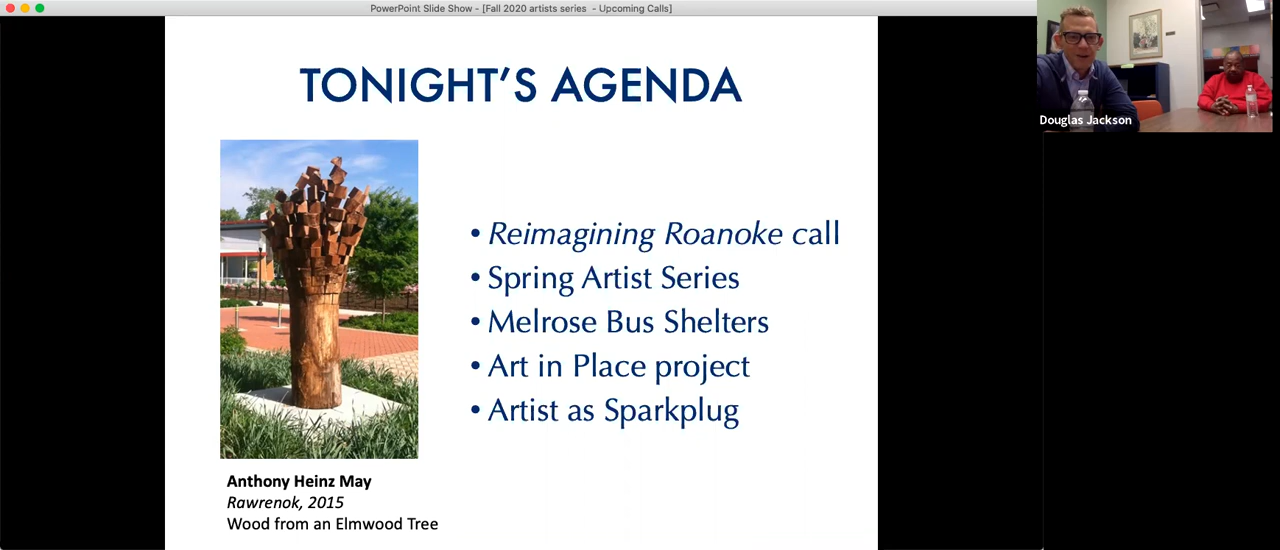 PowerPoint Slide Show - [Fall 2020 artists series  - Upcoming Calls]
TONIGHT'S AGENDA
• Reimagining Roanoke call
• Spring Artist Series
• Melrose Bus Shelters
• Art in Place project
• Artist as Sparkplug
Anthony Heinz May
Rawrenok, 2015
Wood from an Elmwood Tree
Douglas Jackson